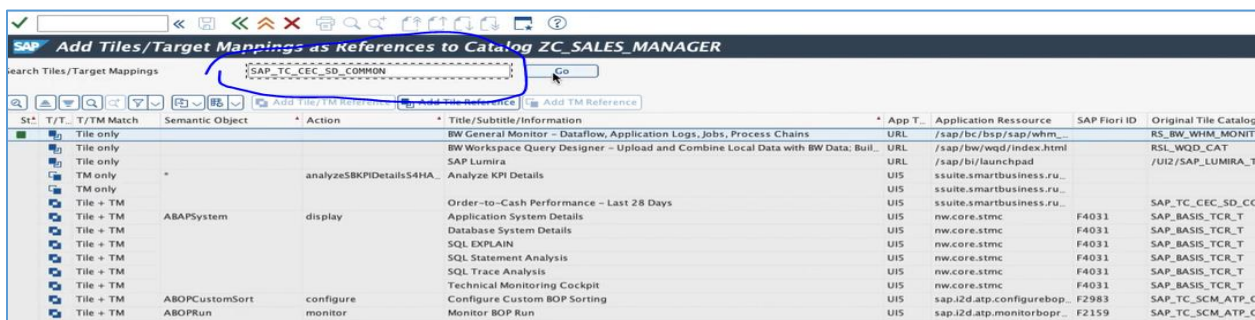 SAP Add Tiles/Target Mappings as References to Catalog ZC_SALES_MANAGER
Search Tiles/Target Mappings SAP_TC_CEC_SD_COMMON Go
Add Tile/TM Reference Add Tile Reference Add TM Reference
St. T/T.. T/TM Match Semantic Object Action Title/Subtitle/Information App T.. Application Ressource SAP Fiori ID Original Tile Catalog
Tile only BW General Monitor – Dataflow, Application Logs, Jobs, Process Chains URL /sap/bc/bsp/sap/whm_... RS_BW_WHM_MONIT
Tile only BW Workspace Query Designer – Upload and Combine Local Data with BW Data; Buil... URL /sap/bw/wqd/index.html RSL_WQD_CAT
Tile only SAP Lumira URL /sap/bi/launchpad /UI2/SAP_LUMIRA_T
TM only * analyzeSBKPIDetailsS4HA... Analyze KPI Details UI5 ssuite.smartbusiness.ru...
TM only UI5 ssuite.smartbusiness.ru...
Tile + TM Order-to-Cash Performance – Last 28 Days UI5 ssuite.smartbusiness.ru... SAP_TC_CEC_SD_CO
Tile + TM ABAPSystem display Application System Details UI5 nw.core.stmc F4031 SAP_BASIS_TCR_T
Tile + TM Database System Details UI5 nw.core.stmc F4031 SAP_BASIS_TCR_T
Tile + TM SQL EXPLAIN UI5 nw.core.stmc F4031 SAP_BASIS_TCR_T
Tile + TM SQL Statement Analysis UI5 nw.core.stmc F4031 SAP_BASIS_TCR_T
Tile + TM SQL Trace Analysis UI5 nw.core.stmc F4031 SAP_BASIS_TCR_T
Tile + TM Technical Monitoring Cockpit UI5 nw.core.stmc F4031 SAP_BASIS_TCR_T
Tile + TM ABOPCustomSort configure Configure Custom BOP Sorting UI5 sap.i2d.atp.configurebop... F2983 SAP_TC_SCM_ATP_C
Tile + TM ABOPRun monitor Monitor BOP Run UI5 sap.i2d.atp.monitorbopr... F2159 SAP_TC_SCM_ATP_C